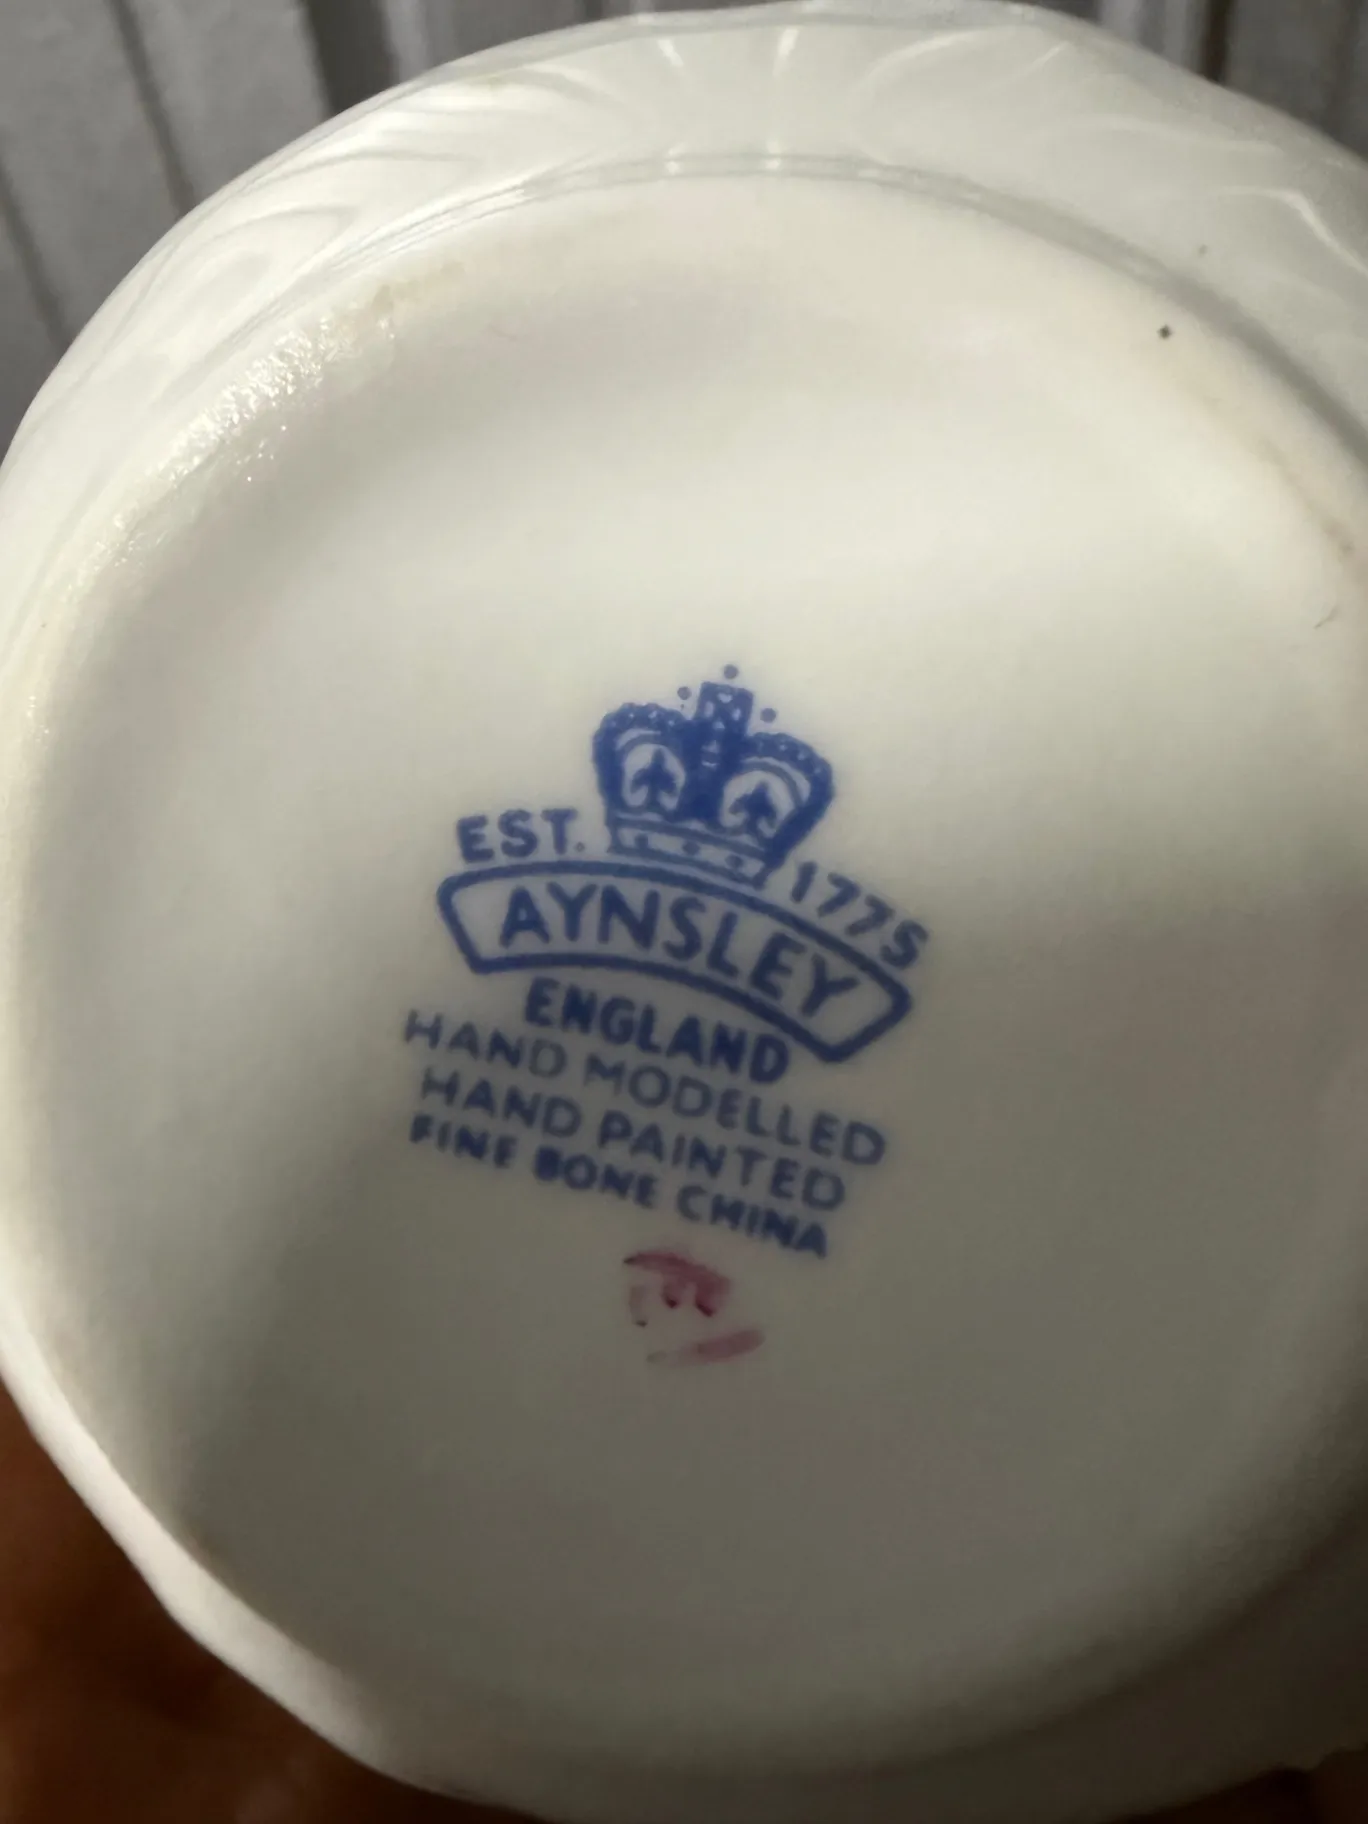 EST. 1775
AYNSLEY
ENGLAND
HAND MODELLED
HAND PAINTED
FINE BONE CHINA